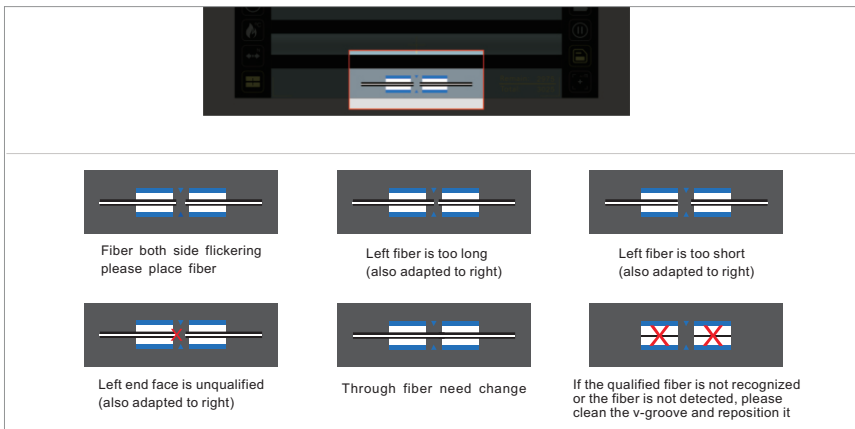 Fiber both side flickering
please place fiber
Left fiber is too long
(also adapted to right)
Left fiber is too short
(also adapted to right)
Left end face is unqualified
(also adapted to right)
Through fiber need change
If the qualified fiber is not recognized
or the fiber is not detected, please
clean the v-groove and reposition it